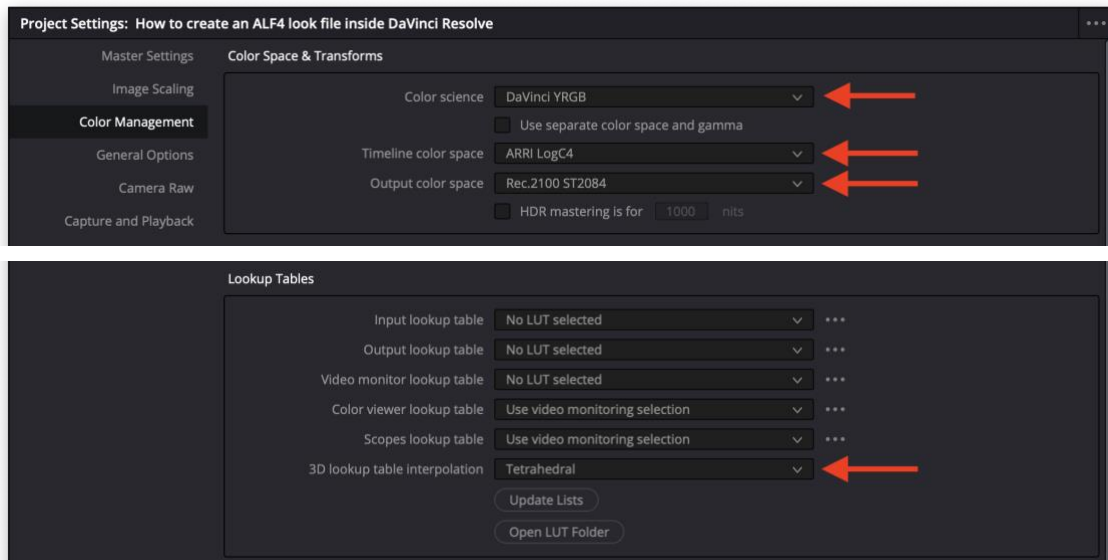 Project Settings: How to create an ALF4 look file inside DaVinci Resolve
Master Settings
Image Scaling
Color Management
General Options
Camera Raw
Capture and Playback
Color Space & Transforms
Color science DaVinci YRGB
Use separate color space and gamma
Timeline color space ARRI LogC4
Output color space Rec.2100 ST2084
HDR mastering is for 1000 nits
Lookup Tables
Input lookup table No LUT selected
Output lookup table No LUT selected
Video monitor lookup table No LUT selected
Color viewer lookup table Use video monitoring selection
Scopes lookup table Use video monitoring selection
3D lookup table interpolation Tetrahedral
Update Lists
Open LUT Folder